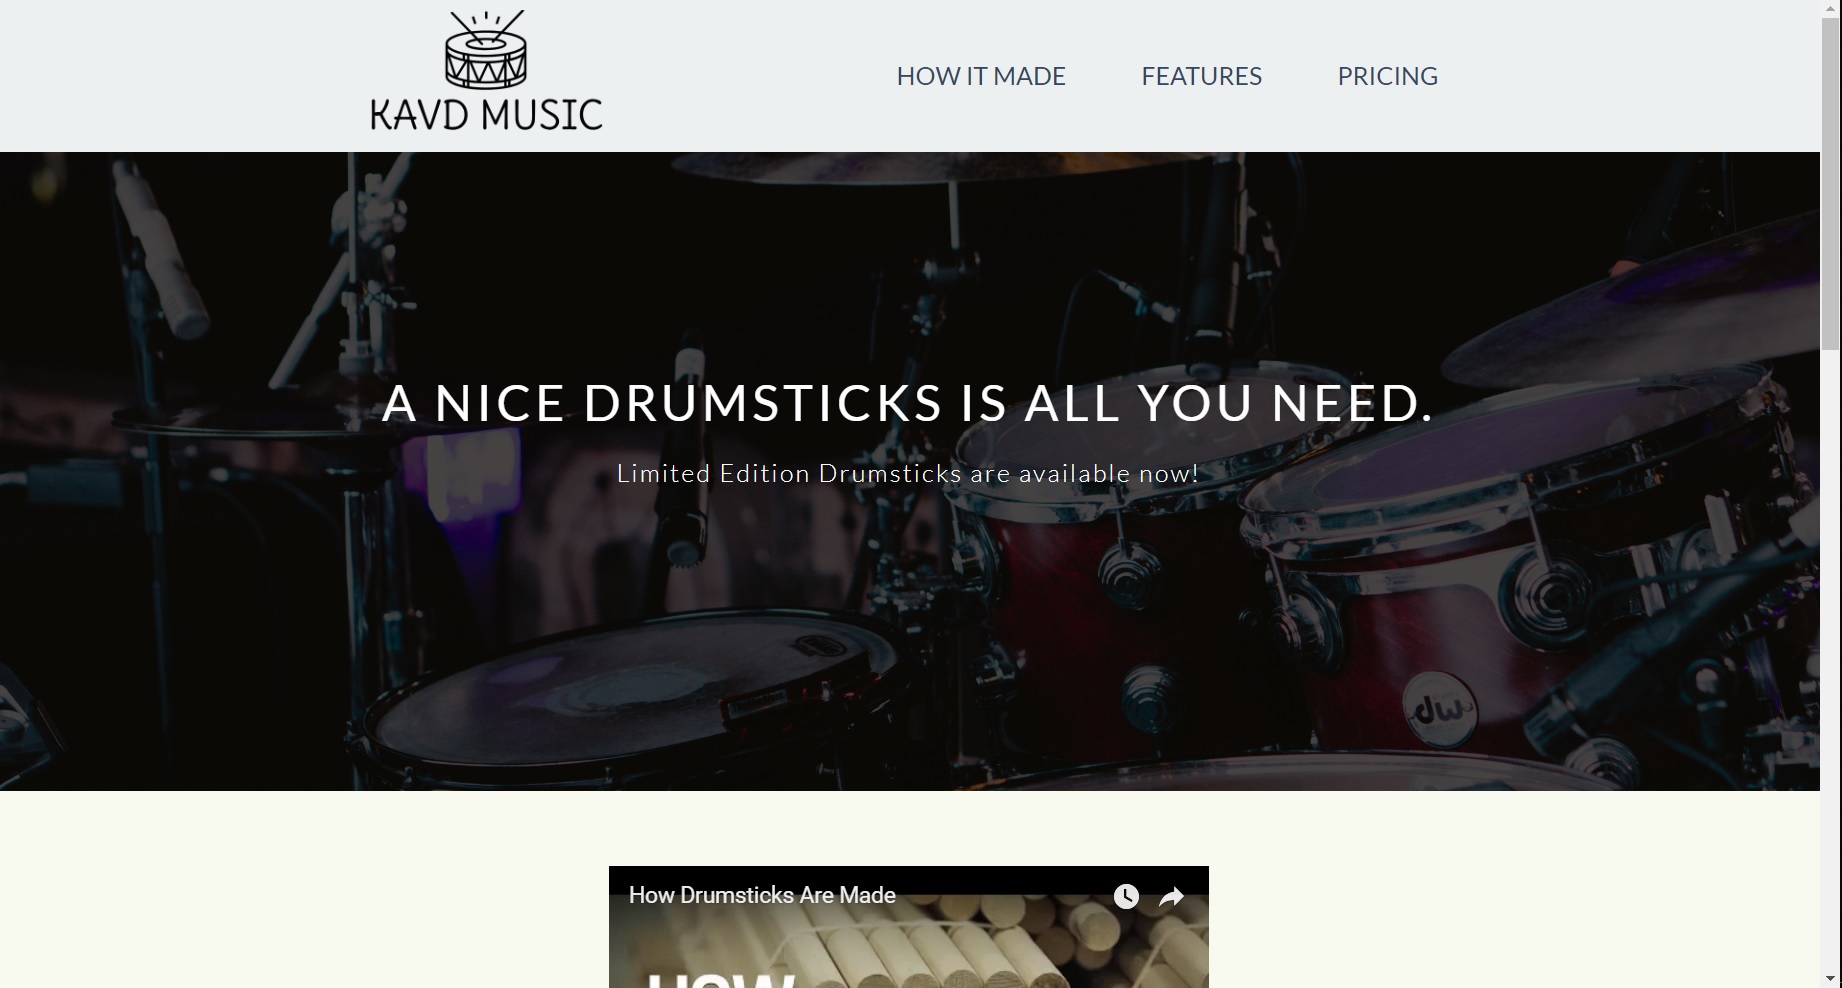 KAVD MUSIC
HOW IT MADE
FEATURES
PRICING
A NICE DRUMSTICKS IS ALL YOU NEED.
Limited Edition Drumsticks are available now!
dw
How Drumsticks Are Made
HOW